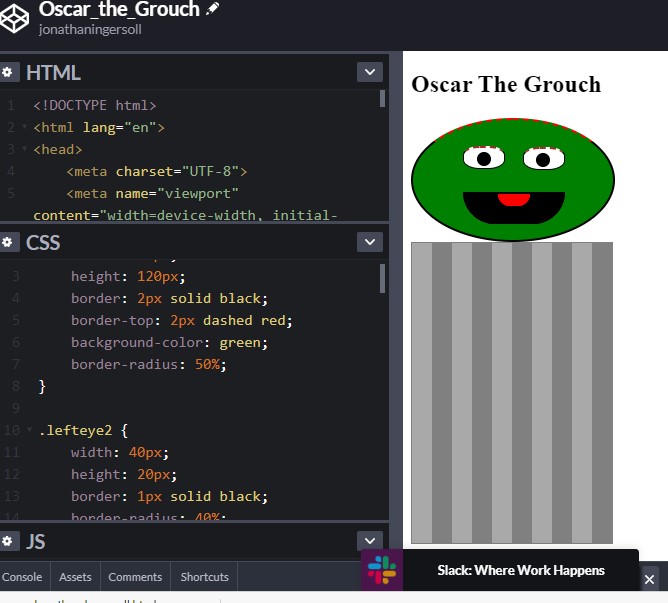 Oscar_the_Grouch
jonathaningersoll
HTML
1 <!DOCTYPE html>
2 <html lang="en">
3 <head>
4 <meta charset="UTF-8">
5 <meta name="viewport"
content="width=device-width, initial-
CSS
3 height: 120px;
4 border: 2px solid black;
5 border-top: 2px dashed red;
6 background-color: green;
7 border-radius: 50%;
8 }
9
10 .lefteye2 {
11 width: 40px;
12 height: 20px;
13 border: 1px solid black;
14 border-radius: 40%;
JS
Console Assets Comments Shortcuts
Oscar The Grouch
Slack: Where Work Happens